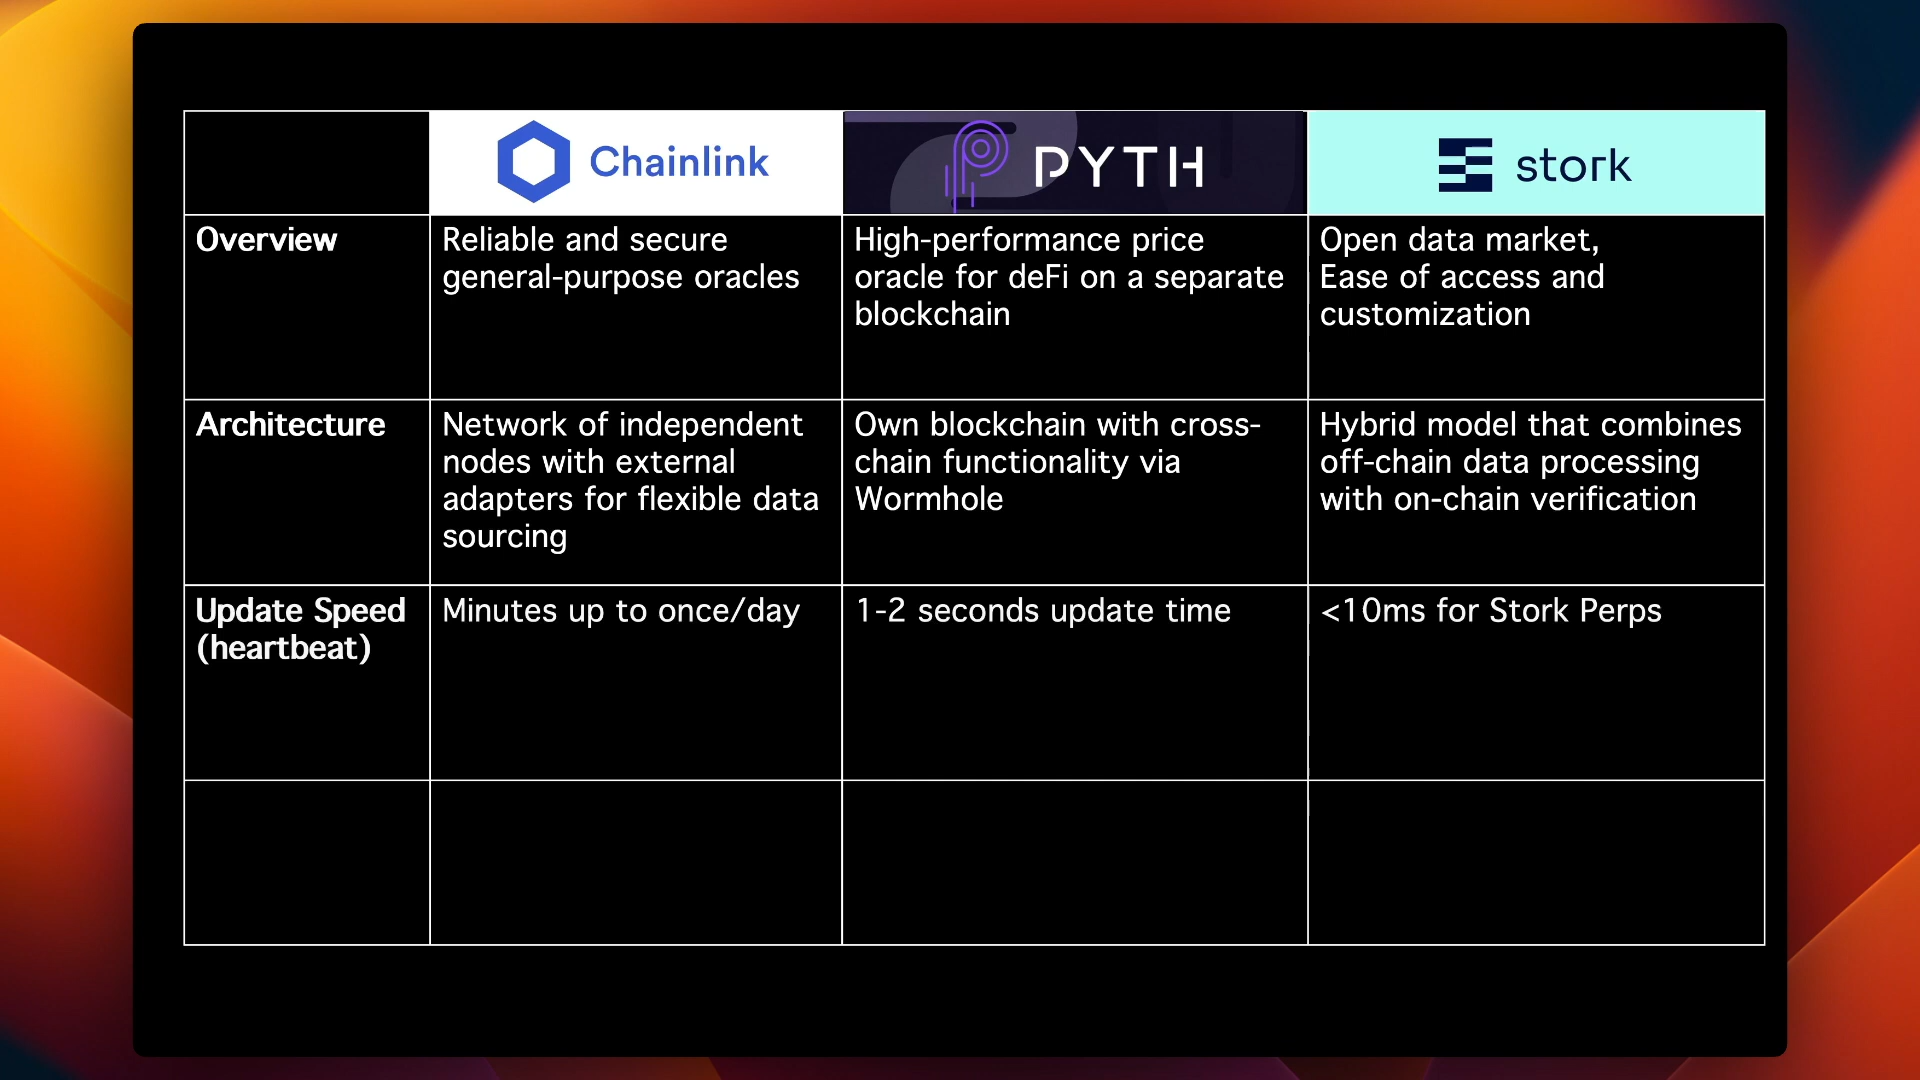 Chainlink
PYTH
stork
Overview
Reliable and secure
general-purpose oracles
High-performance price
oracle for deFi on a separate
blockchain
Open data market,
Ease of access and
customization
Architecture
Network of independent
nodes with external
adapters for flexible data
sourcing
Own blockchain with cross-
chain functionality via
Wormhole
Hybrid model that combines
off-chain data processing
with on-chain verification
Update Speed
(heartbeat)
Minutes up to once/day
1-2 seconds update time
<10ms for Stork Perps